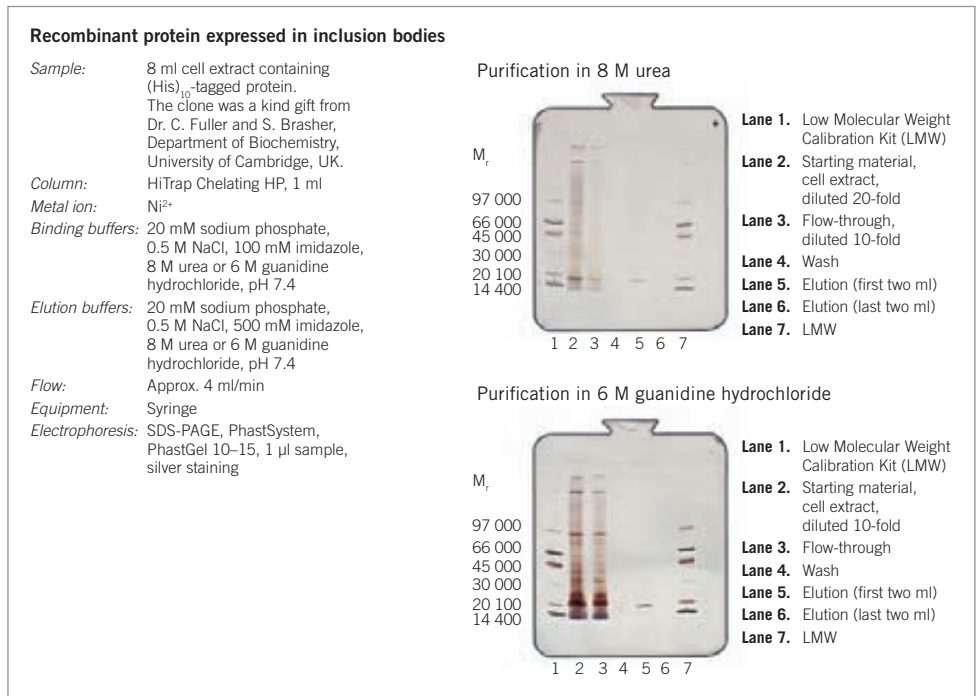 Recombinant protein expressed in inclusion bodies
Sample: 8 ml cell extract containing
(His)10-tagged protein.
The clone was a kind gift from
Dr. C. Fuller and S. Brasher,
Department of Biochemistry,
University of Cambridge, UK.
Column: HiTrap Chelating HP, 1 ml
Metal ion: Ni2+
Binding buffers: 20 mM sodium phosphate,
0.5 M NaCl, 100 mM imidazole,
8 M urea or 6 M guanidine
hydrochloride, pH 7.4
Elution buffers: 20 mM sodium phosphate,
0.5 M NaCl, 500 mM imidazole,
8 M urea or 6 M guanidine
hydrochloride, pH 7.4
Flow: Approx. 4 ml/min
Equipment: Syringe
Electrophoresis: SDS-PAGE, PhastSystem,
PhastGel 10–15, 1 µl sample,
silver staining
Purification in 8 M urea
Mr
97 000
66 000
45 000
30 000
20 100
14 400
1 2 3 4 5 6 7
Lane 1. Low Molecular Weight
Calibration Kit (LMW)
Lane 2. Starting material,
cell extract,
diluted 20-fold
Lane 3. Flow-through,
diluted 10-fold
Lane 4. Wash
Lane 5. Elution (first two ml)
Lane 6. Elution (last two ml)
Lane 7. LMW
Purification in 6 M guanidine hydrochloride
Mr
97 000
66 000
45 000
30 000
20 100
14 400
1 2 3 4 5 6 7
Lane 1. Low Molecular Weight
Calibration Kit (LMW)
Lane 2. Starting material,
cell extract,
diluted 10-fold
Lane 3. Flow-through
Lane 4. Wash
Lane 5. Elution (first two ml)
Lane 6. Elution (last two ml)
Lane 7. LMW